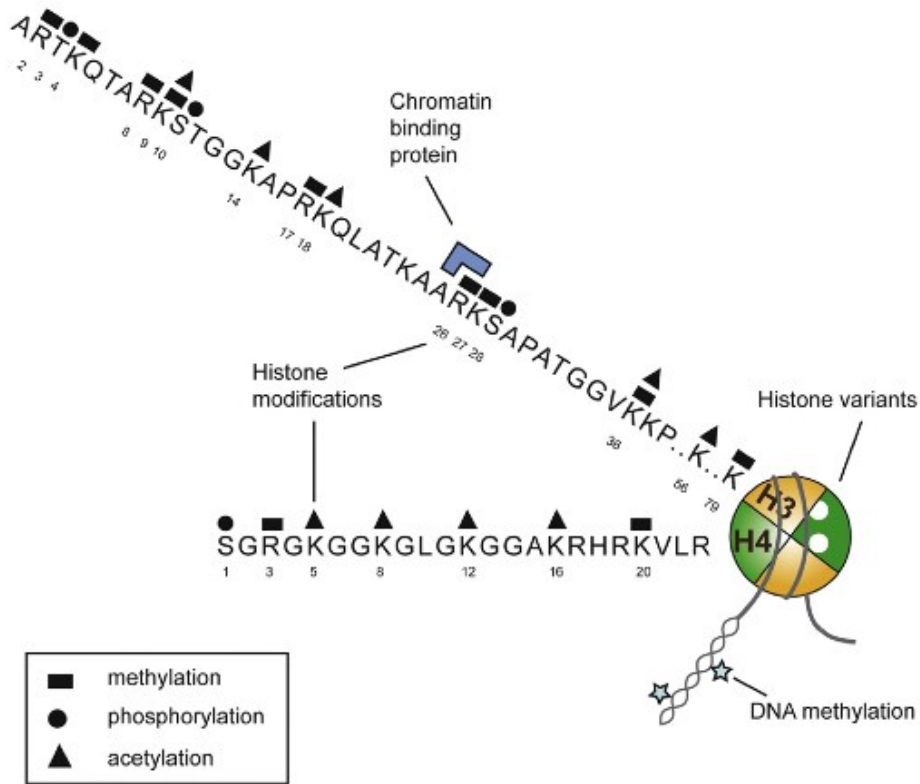 ARTKQTARKSTGGKAPRKQLATKAARKSAPATGGVKKP..K..K
2 3 4 8 9 10 14 17 18 26 27 28 36 56 79
Chromatin
binding
protein
Histone
modifications
Histone variants
H3
H4
SGRGKGGKGLGKGGAKRHRKVLR
1 3 5 8 12 16 20
DNA methylation
methylation
phosphorylation
acetylation